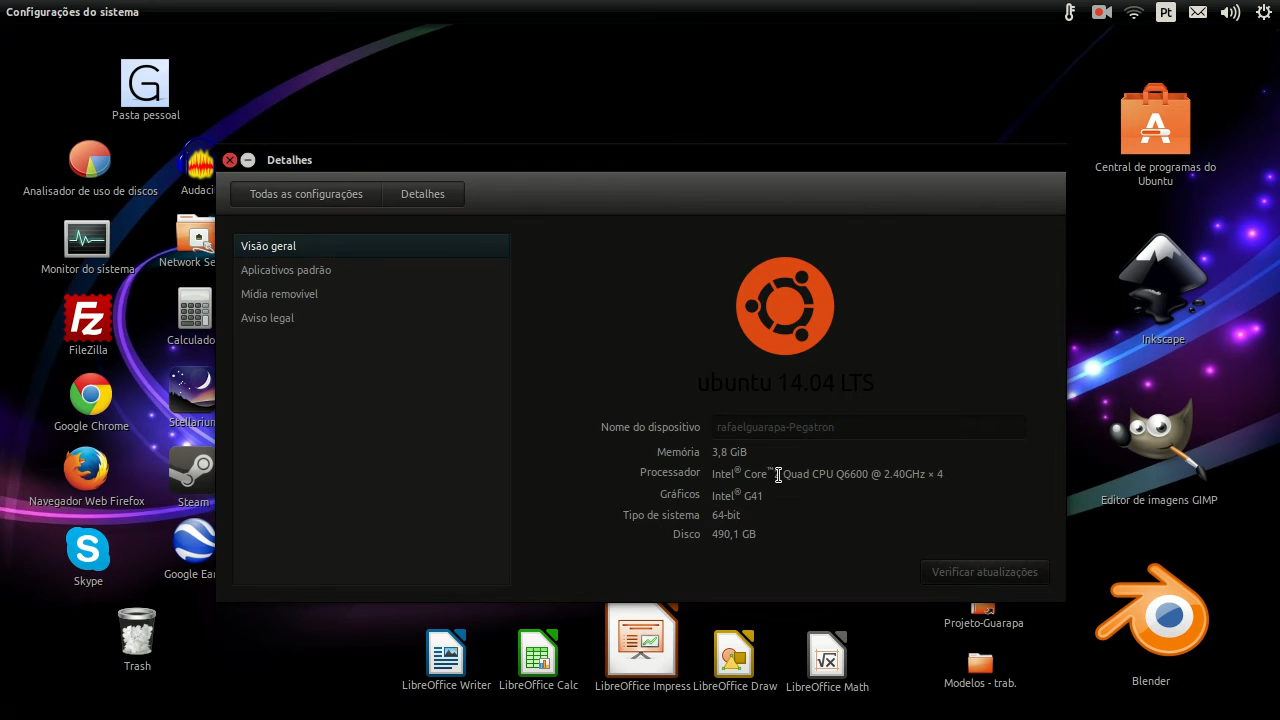 Configurações do sistema
Pt
G
Pasta pessoal
Analisador de uso de discos
Audaci
Monitor do sistema
Network Se
Fz
FileZilla
Calculado
Google Chrome
Stellarium
Navegador Web Firefox
Steam
Skype
Google Ear
Trash
Detalhes
Todas as configurações
Detalhes
Visão geral
Aplicativos padrão
Mídia removível
Aviso legal
ubuntu 14.04 LTS
Nome do dispositivo rafaelguarapa-Pegatron
Memória 3,8 GiB
Processador Intel® Core™ Quad CPU Q6600 @ 2.40GHz × 4
Gráficos Intel® G41
Tipo de sistema 64-bit
Disco 490,1 GB
Verificar atualizações
Central de programas do
Ubuntu
Inkscape
Editor de imagens GIMP
Blender
Projeto-Guarapa
Modelos - trab.
LibreOffice Writer
LibreOffice Calc
LibreOffice Impress
LibreOffice Draw
LibreOffice Math